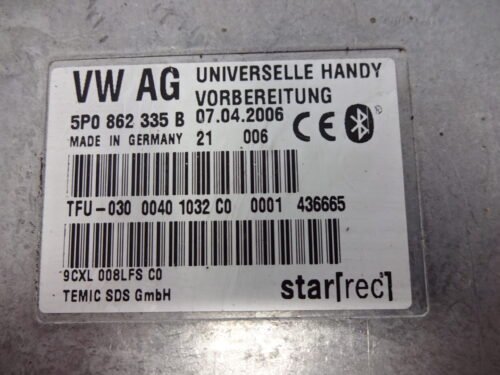 VW AG UNIVERSELLE HANDY
VORBEREITUNG
5P0 862 335 B 07.04.2006
MADE IN GERMANY 21 006 CE
TFU-030 0040 1032 C0 0001 436665
9CXL 008LFS C0
TEMIC SDS GmbH star[rec]